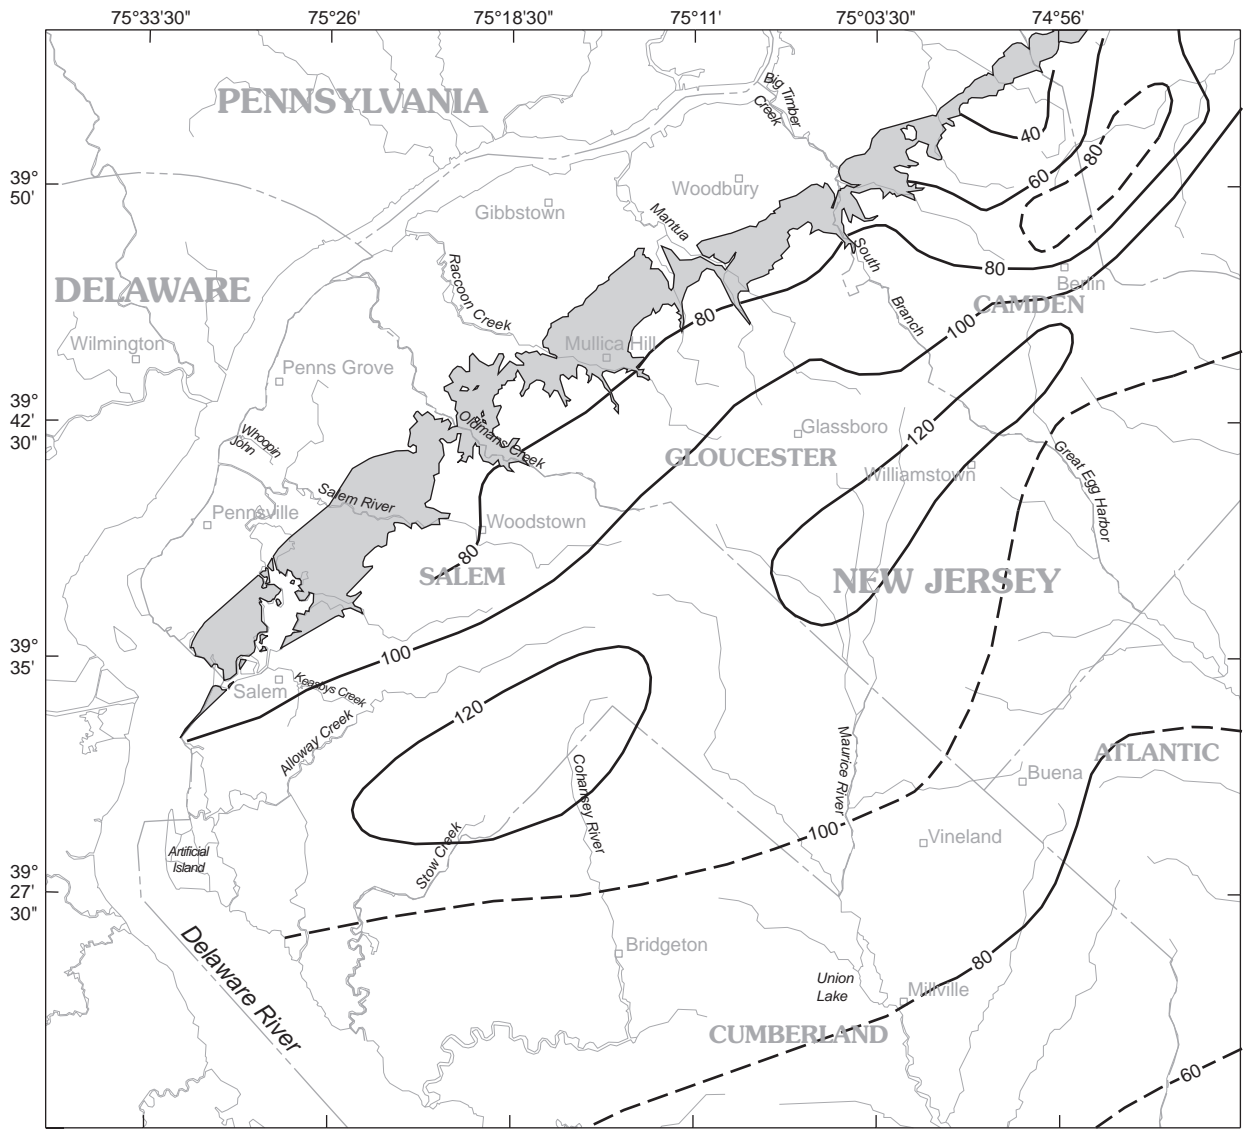 75°33'30"
75°26'
75°18'30"
75°11'
75°03'30"
74°56'
PENNSYLVANIA
Big Timber
Creek
40
80
39°
50'
60
Woodbury
Gibbstown
Mantua
South
80
DELAWARE
Raccoon Creek
Berlin
CAMDEN
Branch
100
80
Wilmington
Mullica Hill
Penns Grove
39°
42'
30"
Oldmans Creek
Whoopin
John
Glassboro
120
GLOUCESTER
Williamstown
Great Egg Harbor
Salem River
Pennsville
Woodstown
80
SALEM
NEW JERSEY
39°
35'
100
Salem
Keasbys Creek
120
Alloway Creek
Maurice River
ATLANTIC
Cohansey River
Buena
100
Vineland
Artificial
Island
Stow Creek
39°
27'
30"
Delaware River
Bridgeton
80
Union
Lake
Millville
CUMBERLAND
60